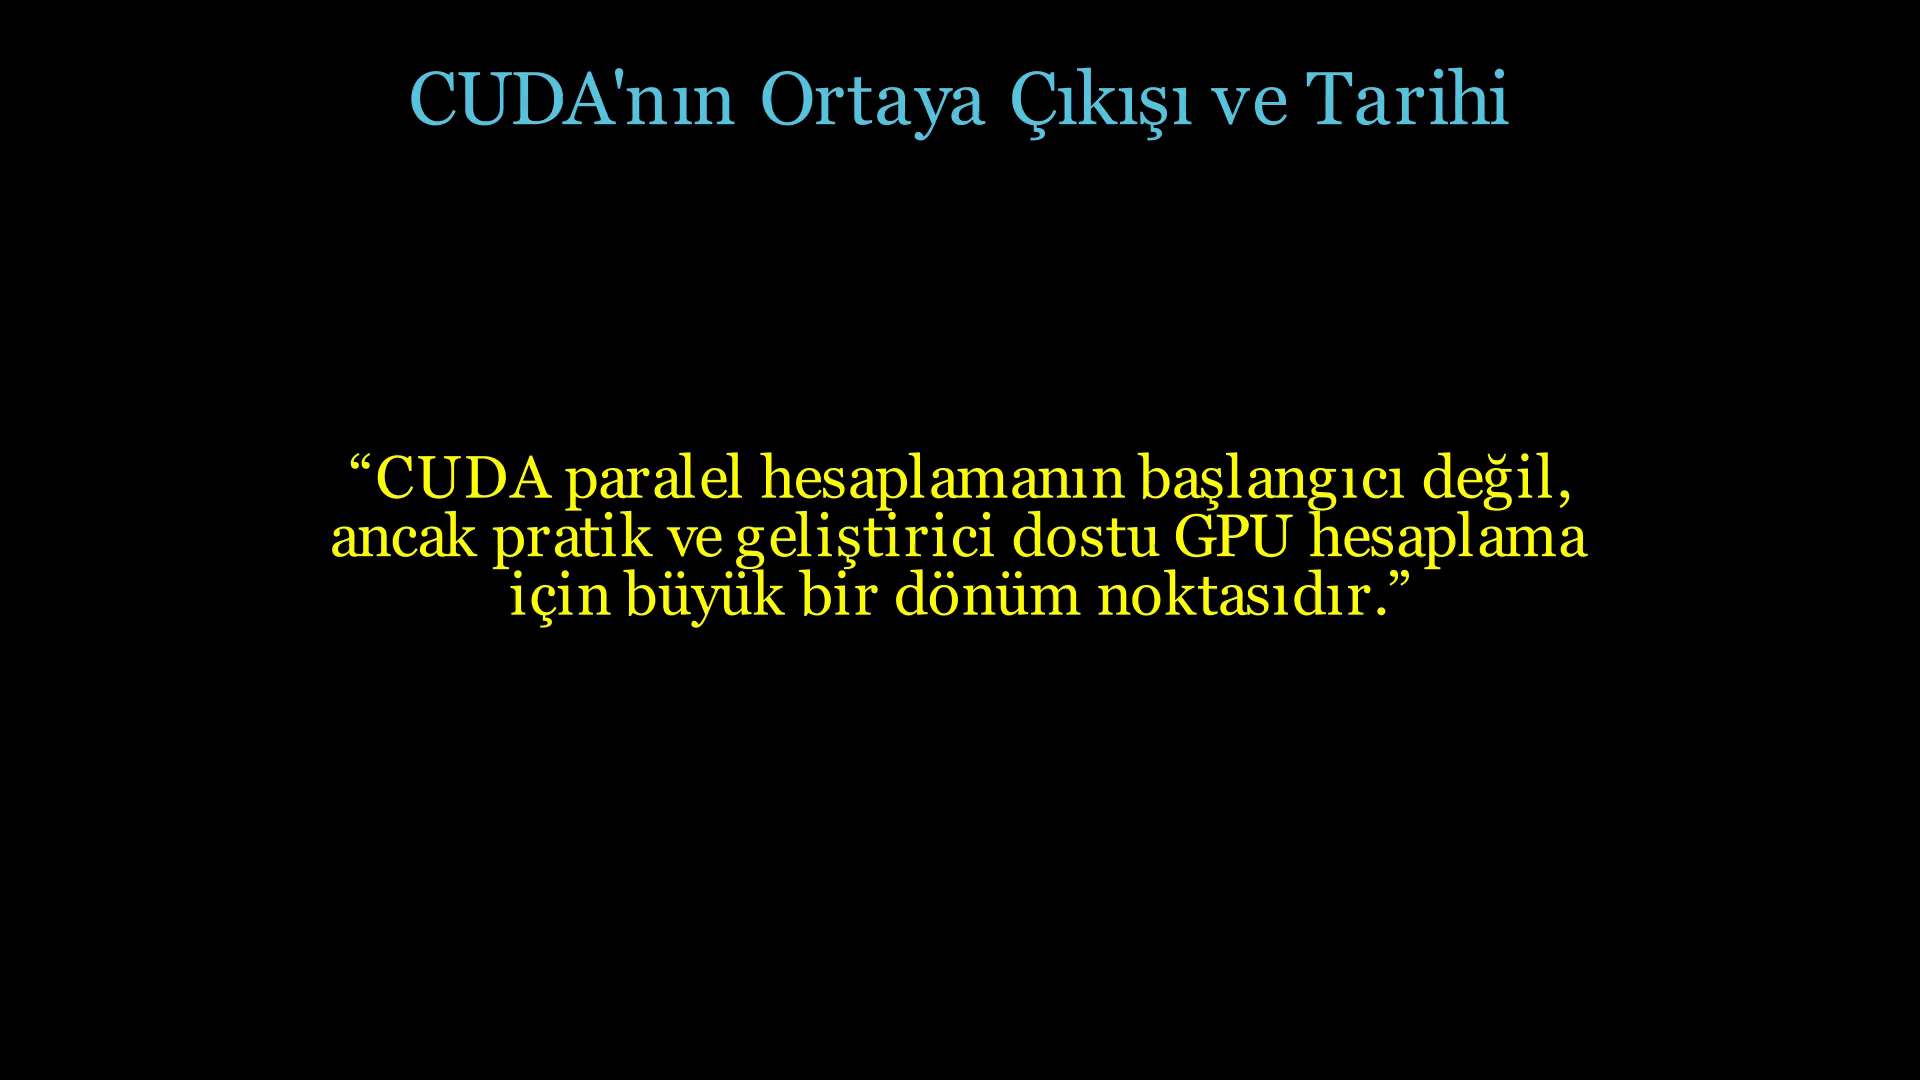 CUDA'nın Ortaya Çıkışı ve Tarihi
“CUDA paralel hesaplamanın başlangıcı değil,
ancak pratik ve geliştirici dostu GPU hesaplama
için büyük bir dönüm noktasıdır.”